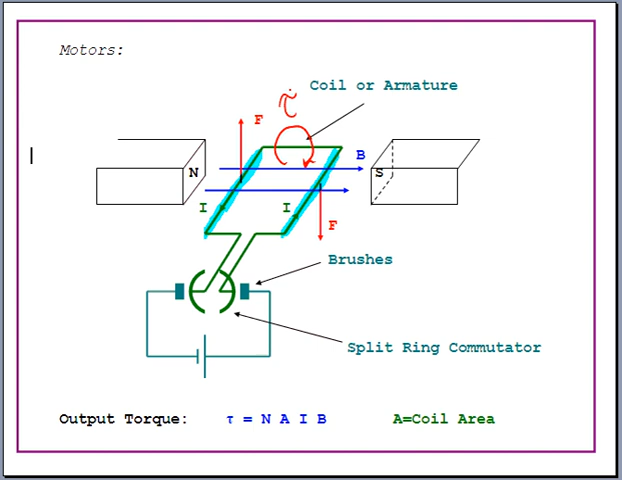 Motors:
Coil or Armature
τ
F
B
N
S
I
I
F
Brushes
Split Ring Commutator
Output Torque: τ = N A I B A=Coil Area